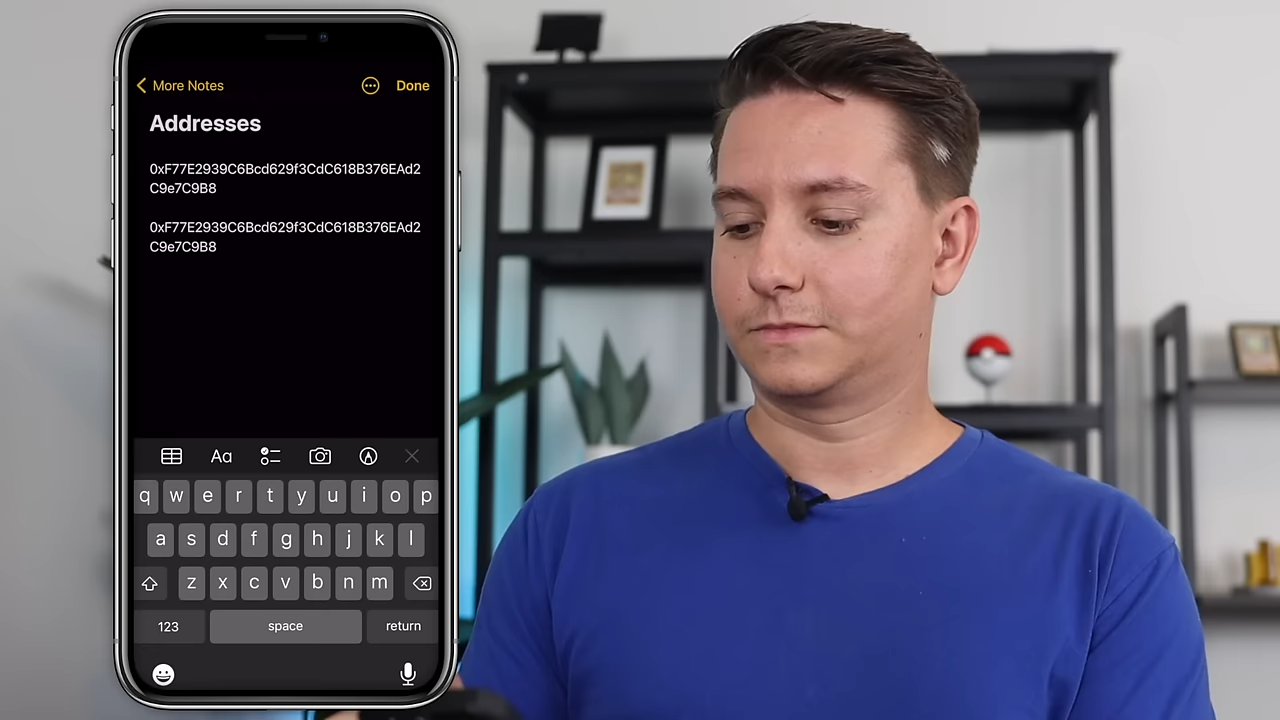 More Notes
Done
Addresses
0xF77E2939C6Bcd629f3CdC618B376EAd2
C9e7C9B8
0xF77E2939C6Bcd629f3CdC618B376EAd2
C9e7C9B8
Aa
q w e r t y u i o p
a s d f g h j k l
z x c v b n m
123 space return